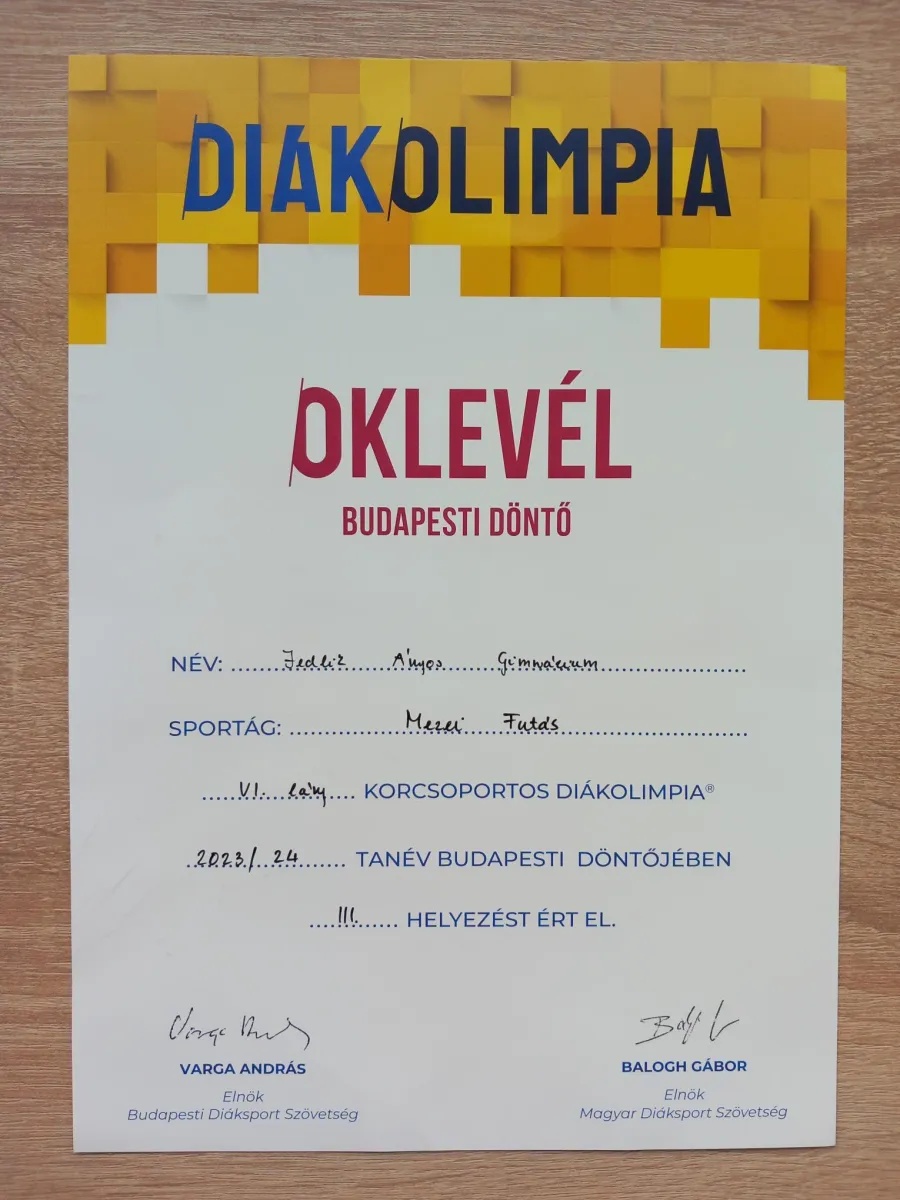 DIÁKOLIMPIA
OKLEVÉL
BUDAPESTI DÖNTŐ
NÉV: Jedlik Ányos Gimnázium
SPORTÁG: Mezei Futás
VI. lány KORCSOPORTOS DIÁKOLIMPIA®
2023/24 TANÉV BUDAPESTI DÖNTŐJÉBEN
III. HELYEZÉST ÉRT EL.
VARGA ANDRÁS
Elnök
Budapesti Diáksport Szövetség
BALOGH GÁBOR
Elnök
Magyar Diáksport Szövetség